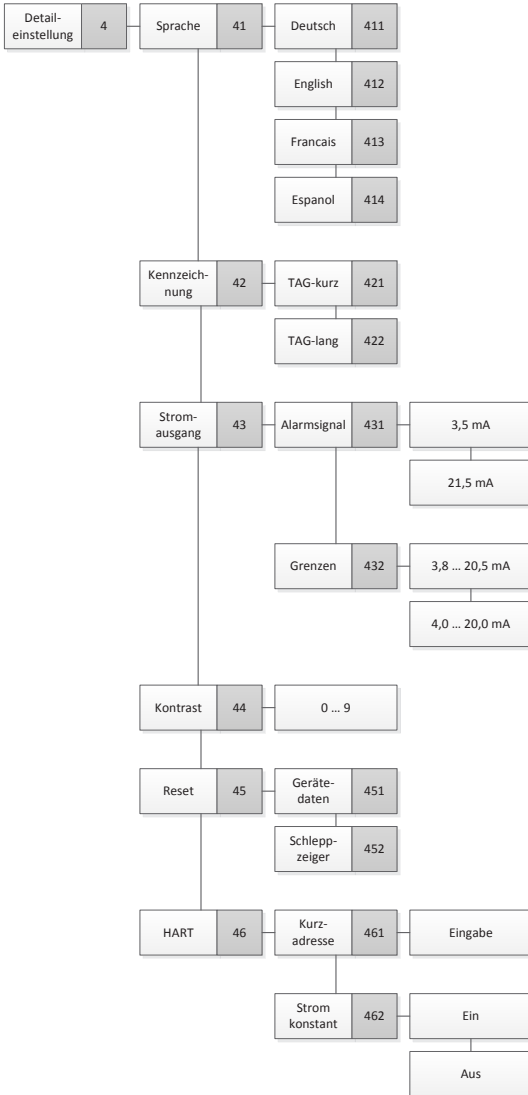 Detail-
einstellung
4
Sprache
41
Deutsch
411
English
412
Francais
413
Espanol
414
Kennzeich-
nung
42
TAG-kurz
421
TAG-lang
422
Strom-
ausgang
43
Alarmsignal
431
3,5 mA
21,5 mA
Grenzen
432
3,8 ... 20,5 mA
4,0 ... 20,0 mA
Kontrast
44
0 ... 9
Reset
45
Geräte-
daten
451
Schlepp-
zeiger
452
HART
46
Kurz-
adresse
461
Eingabe
Strom
konstant
462
Ein
Aus